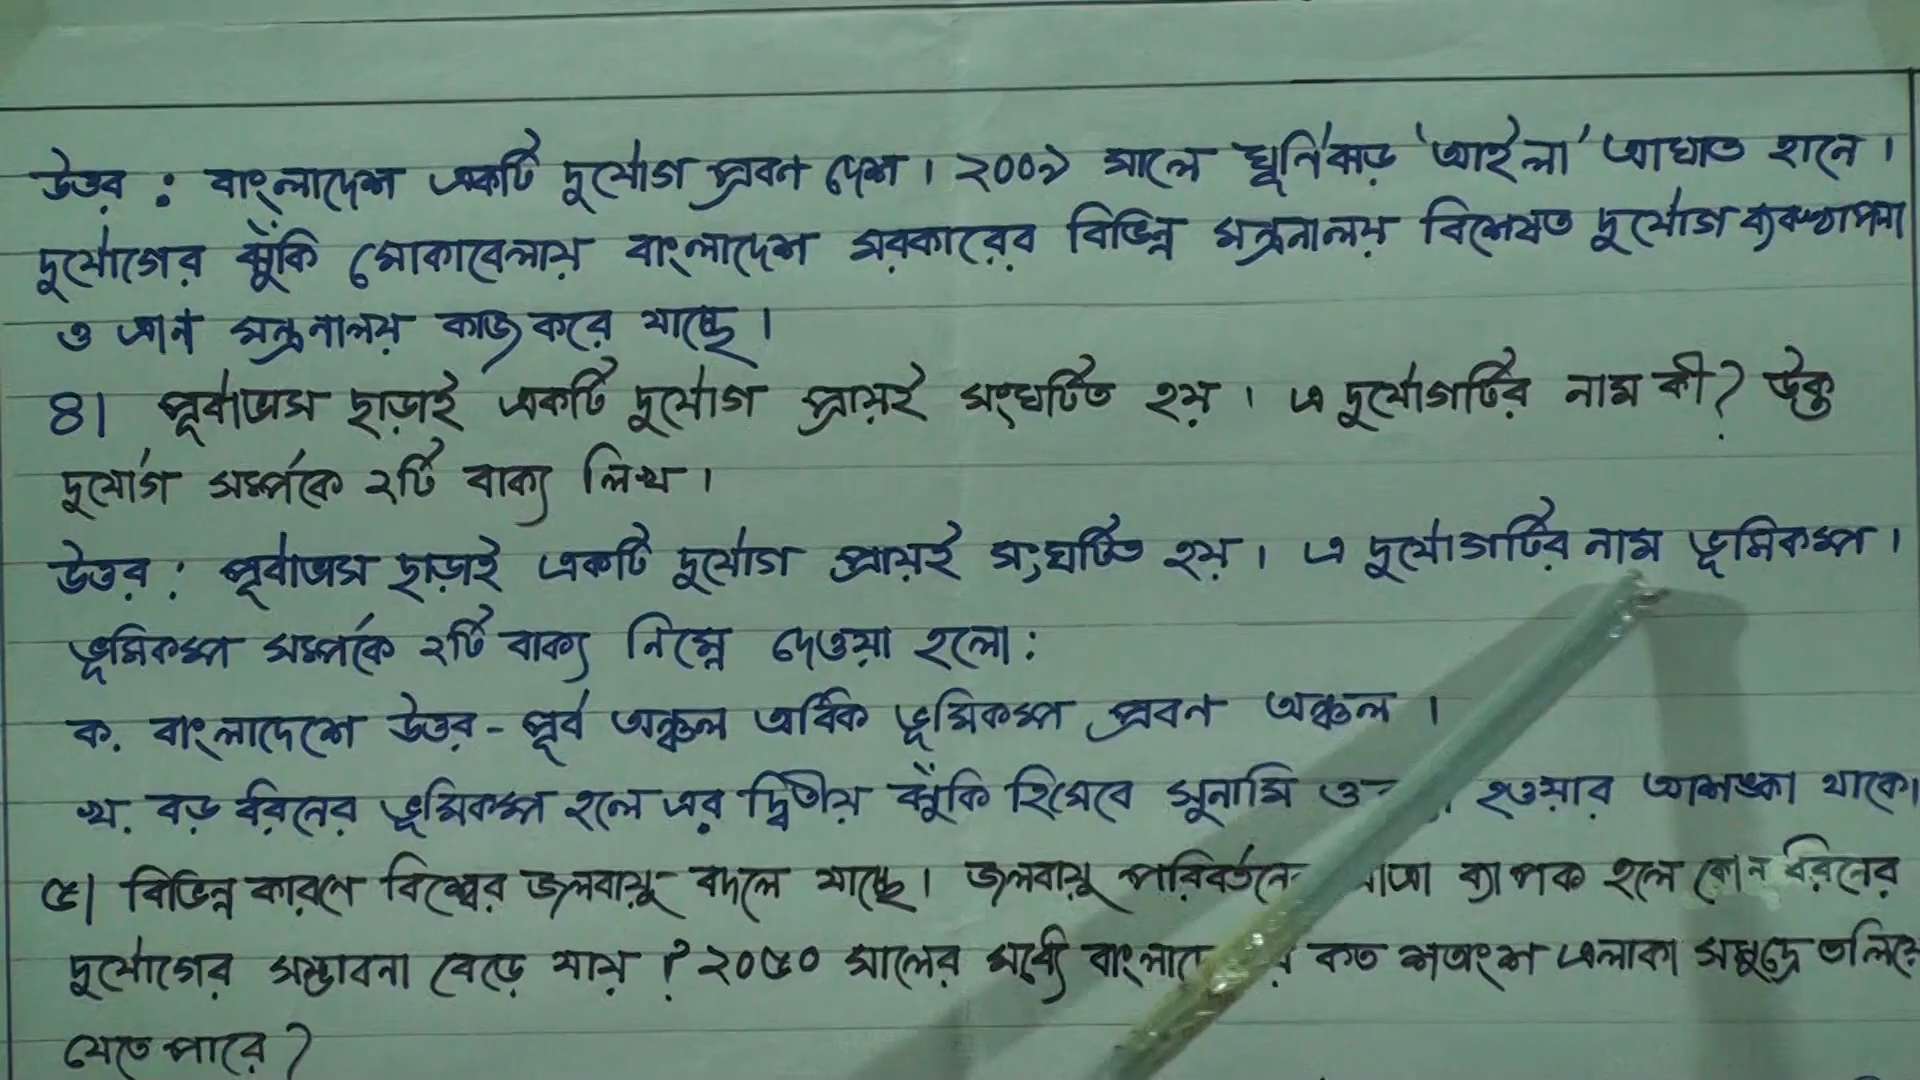 উত্তর : বাংলাদেশ একটি দুর্যোগ প্রবন দেশ । ২০০৯ সালে ঘূর্নিঝড় 'আইলা' আঘাত হানে ।
দুর্যোগের ঝুঁকি মোকাবেলায় বাংলাদেশ সরকারের বিভিন্ন মন্ত্রনালয় বিশেষত দুর্যোগ ব্যবস্থাপনা
ও ত্রান মন্ত্রনালয় কাজ করে যাচ্ছে ।
৪। পূর্বাভাস ছাড়াই একটি দুর্যোগ প্রায়ই সংঘটিত হয় । এ দুর্যোগটির নাম কী? উক্ত
দুর্যোগ সম্পর্কে ২টি বাক্য লিখ ।
উত্তর : পূর্বাভাস ছাড়াই একটি দুর্যোগ প্রায়ই সংঘটিত হয় । এ দুর্যোগটির নাম ভূমিকম্প ।
ভূমিকম্প সম্পর্কে ২টি বাক্য নিম্নে দেওয়া হলো :
ক. বাংলাদেশে উত্তর - পূর্ব অঞ্চল অধিক ভূমিকম্প প্রবন অঞ্চল ।
খ. বড় ধরনের ভূমিকম্প হলে এর দ্বিতীয় ঝুঁকি হিসেবে সুনামি ও হওয়ার আশঙ্কা থাকে।
৫। বিভিন্ন কারণে বিশ্বের জলবায়ু বদলে যাচ্ছে। জলবায়ু ব্যাপক হলে কোন ধরনের
দুর্যোগের সম্ভাবনা বেড়ে যায় ? ২০৫০ সালের মধ্যে কত শতাংশ এলাকা সমুদ্রে তলিয়ে
যেতে পারে ?